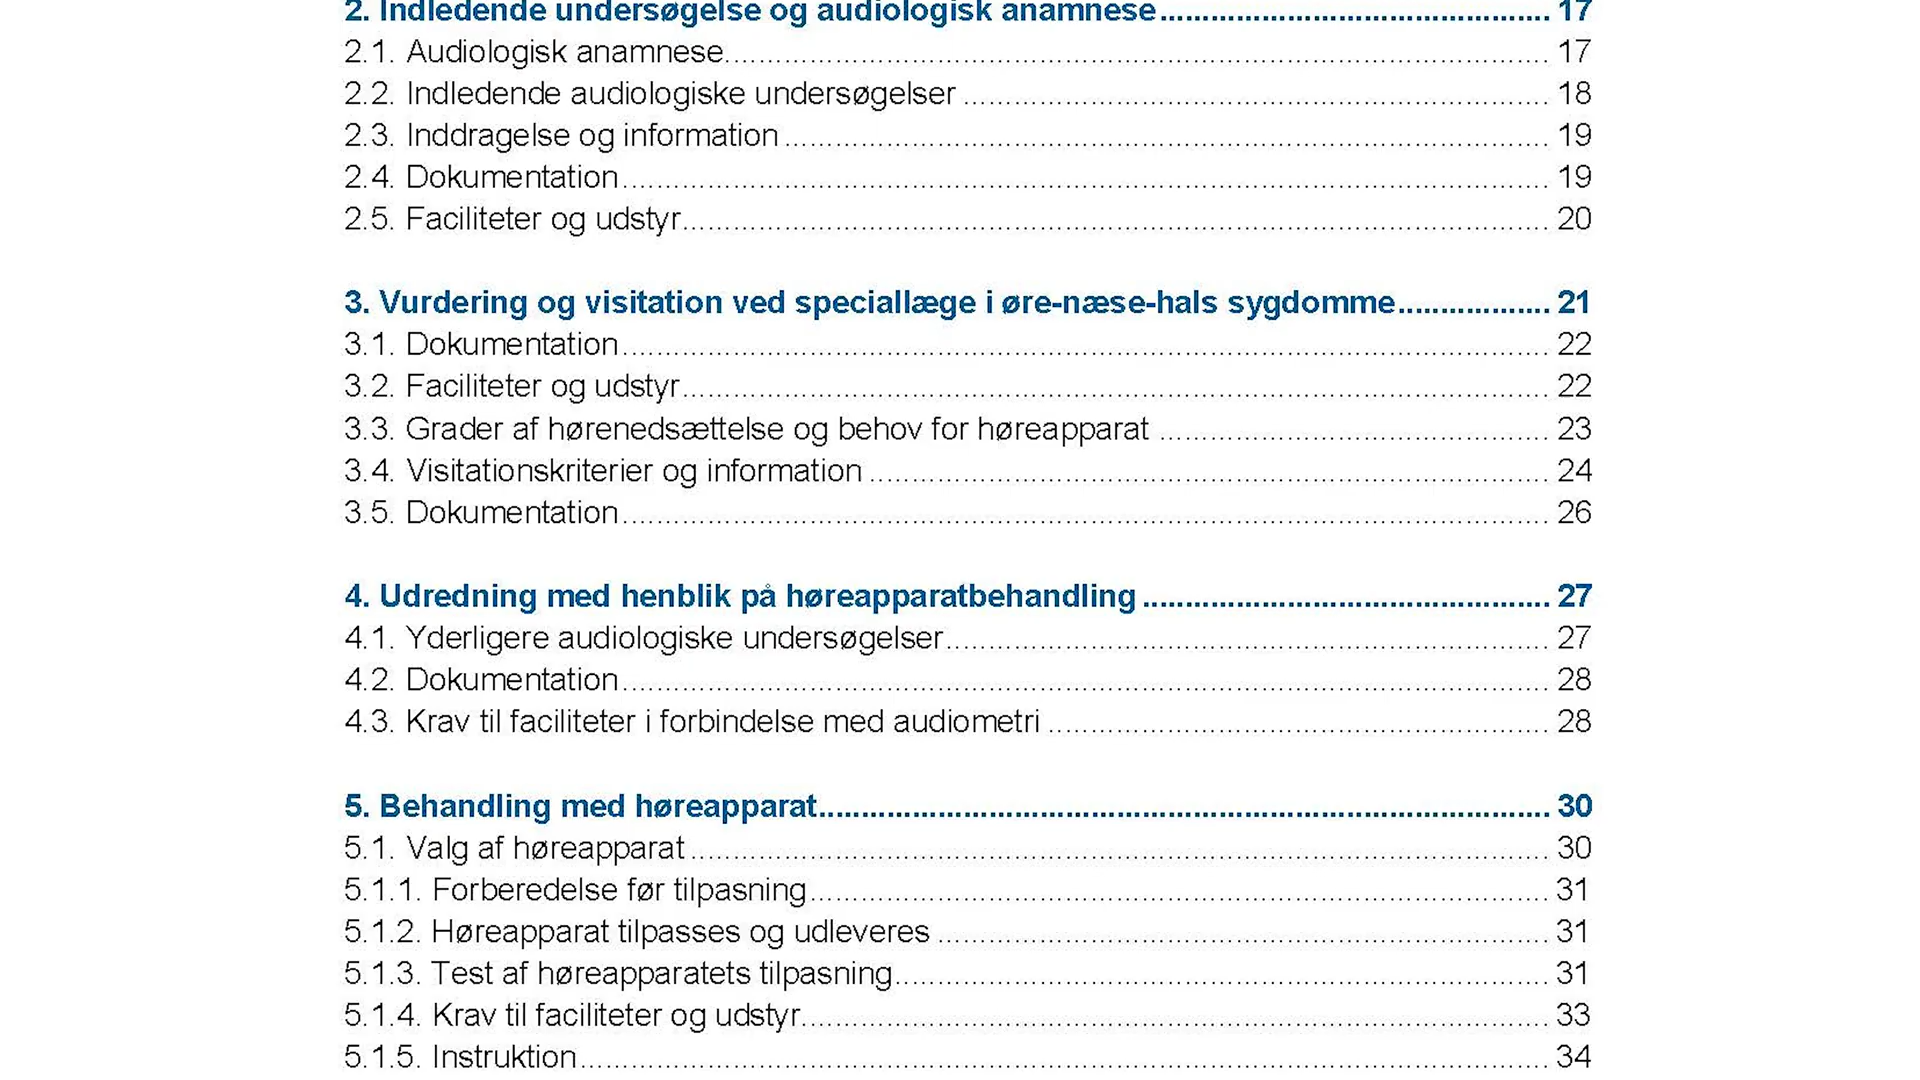 2. Indledende undersøgelse og audiologisk anamnese.............................................. 17
2.1. Audiologisk anamnese................................................................................................ 17
2.2. Indledende audiologiske undersøgelser ..................................................................... 18
2.3. Inddragelse og information .......................................................................................... 19
2.4. Dokumentation............................................................................................................. 19
2.5. Faciliteter og udstyr...................................................................................................... 20
3. Vurdering og visitation ved speciallæge i øre-næse-hals sygdomme.................. 21
3.1. Dokumentation............................................................................................................. 22
3.2. Faciliteter og udstyr...................................................................................................... 22
3.3. Grader af hørenedsættelse og behov for høreapparat .............................................. 23
3.4. Visitationskriterier og information ................................................................................ 24
3.5. Dokumentation............................................................................................................. 26
4. Udredning med henblik på høreapparatbehandling ................................................ 27
4.1. Yderligere audiologiske undersøgelser....................................................................... 27
4.2. Dokumentation............................................................................................................. 28
4.3. Krav til faciliteter i forbindelse med audiometri ........................................................... 28
5. Behandling med høreapparat...................................................................................... 30
5.1. Valg af høreapparat ..................................................................................................... 30
5.1.1. Forberedelse før tilpasning....................................................................................... 31
5.1.2. Høreapparat tilpasses og udleveres ........................................................................ 31
5.1.3. Test af høreapparatets tilpasning............................................................................. 31
5.1.4. Krav til faciliteter og udstyr........................................................................................ 33
5.1.5. Instruktion.................................................................................................................. 34